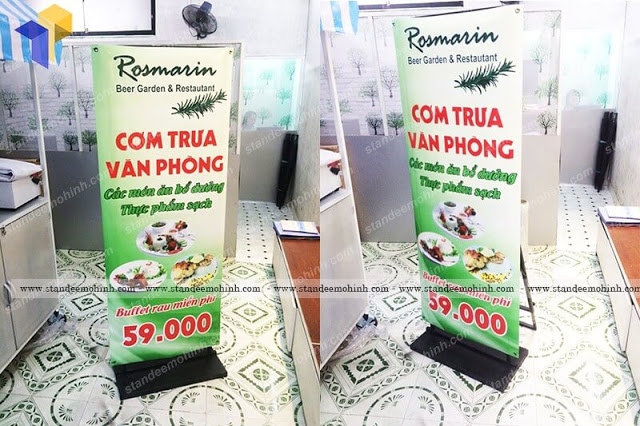 Rosmarin
Beer Garden & Restautant
CƠM TRƯA
VĂN PHÒNG
Các món ăn bổ dưỡng
Thực phẩm sạch
Buffet rau miễn phí
59.000
Rosmarin
Beer Garden & Restautant
CƠM TRƯA
VĂN PHÒNG
Các món ăn bổ dưỡng
Thực phẩm sạch
Buffet rau miễn phí
59.000
www.standeemohinh.com - www.standeemohinh.com - www.standeemohinh.com - www.standeemohinh.com
standeemohinh.com